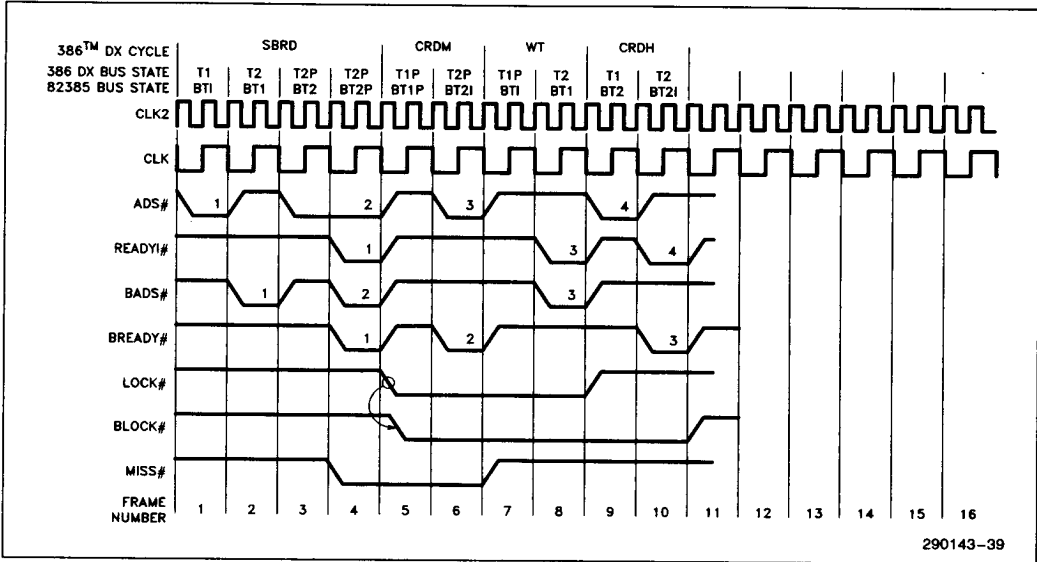 386™ DX CYCLE SBRD CRDM WT CRDH
386 DX BUS STATE T1 T2 T2P T2P T1P T2P T1P T2 T1 T2
82385 BUS STATE BTI BT1 BT2 BT2P BT1P BT2I BTI BT1 BT2 BT2I
CLK2
CLK
ADS# 1 2 3 4
READYI# 1 3 4
BADS# 1 2 3
BREADY# 1 2 3
LOCK#
BLOCK#
MISS#
FRAME
NUMBER 1 2 3 4 5 6 7 8 9 10 11 12 13 14 15 16
290143-39